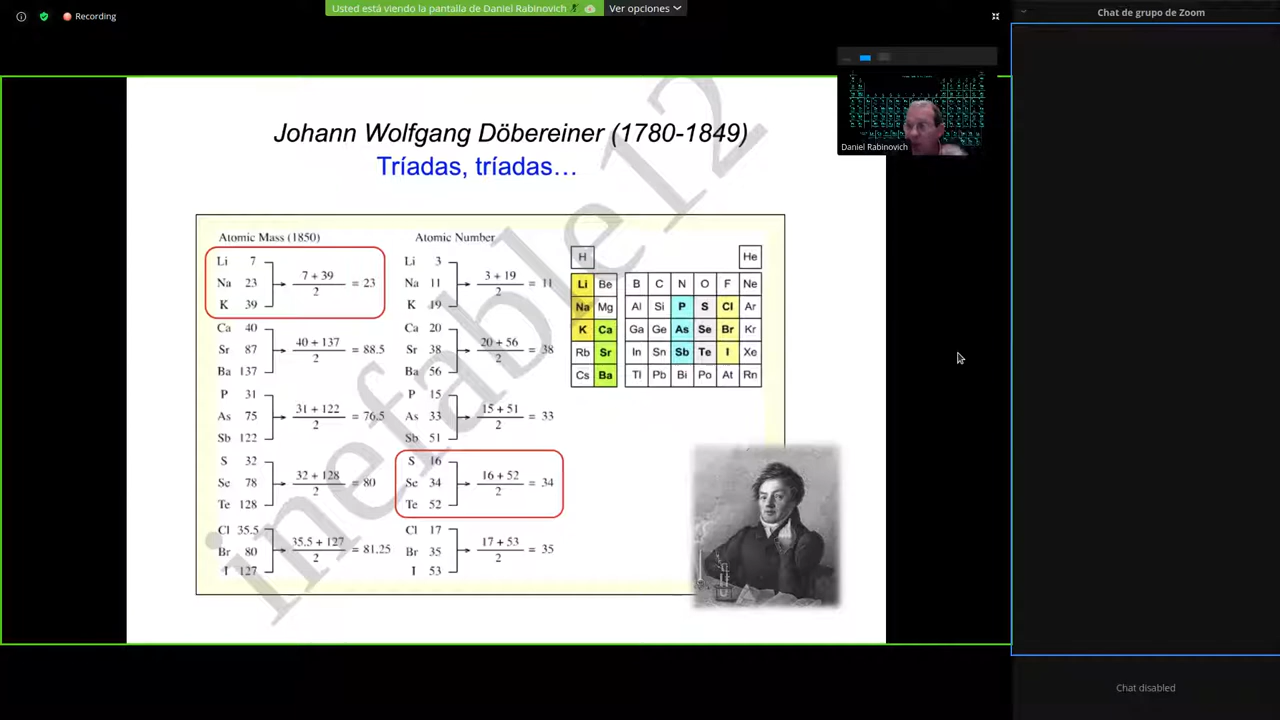 Recording
Usted está viendo la pantalla de Daniel Rabinovich
Ver opciones
Chat de grupo de Zoom
Daniel Rabinovich
Johann Wolfgang Döbereiner (1780-1849)
Tríadas, tríadas…
Atomic Mass (1850)
Li 7
Na 23
K 39
7 + 39
2
= 23
Ca 40
Sr 87
Ba 137
40 + 137
2
= 88.5
P 31
As 75
Sb 122
31 + 122
2
= 76.5
S 32
Se 78
Te 128
32 + 128
2
= 80
Cl 35.5
Br 80
I 127
35.5 + 127
2
= 81.25
Atomic Number
Li 3
Na 11
K 19
3 + 19
2
= 11
Ca 20
Sr 38
Ba 56
20 + 56
2
= 38
P 15
As 33
Sb 51
15 + 51
2
= 33
S 16
Se 34
Te 52
16 + 52
2
= 34
Cl 17
Br 35
I 53
17 + 53
2
= 35
H He
Li Be B C N O F Ne
Na Mg Al Si P S Cl Ar
K Ca Ga Ge As Se Br Kr
Rb Sr In Sn Sb Te I Xe
Cs Ba Tl Pb Bi Po At Rn
inefable12
Chat disabled